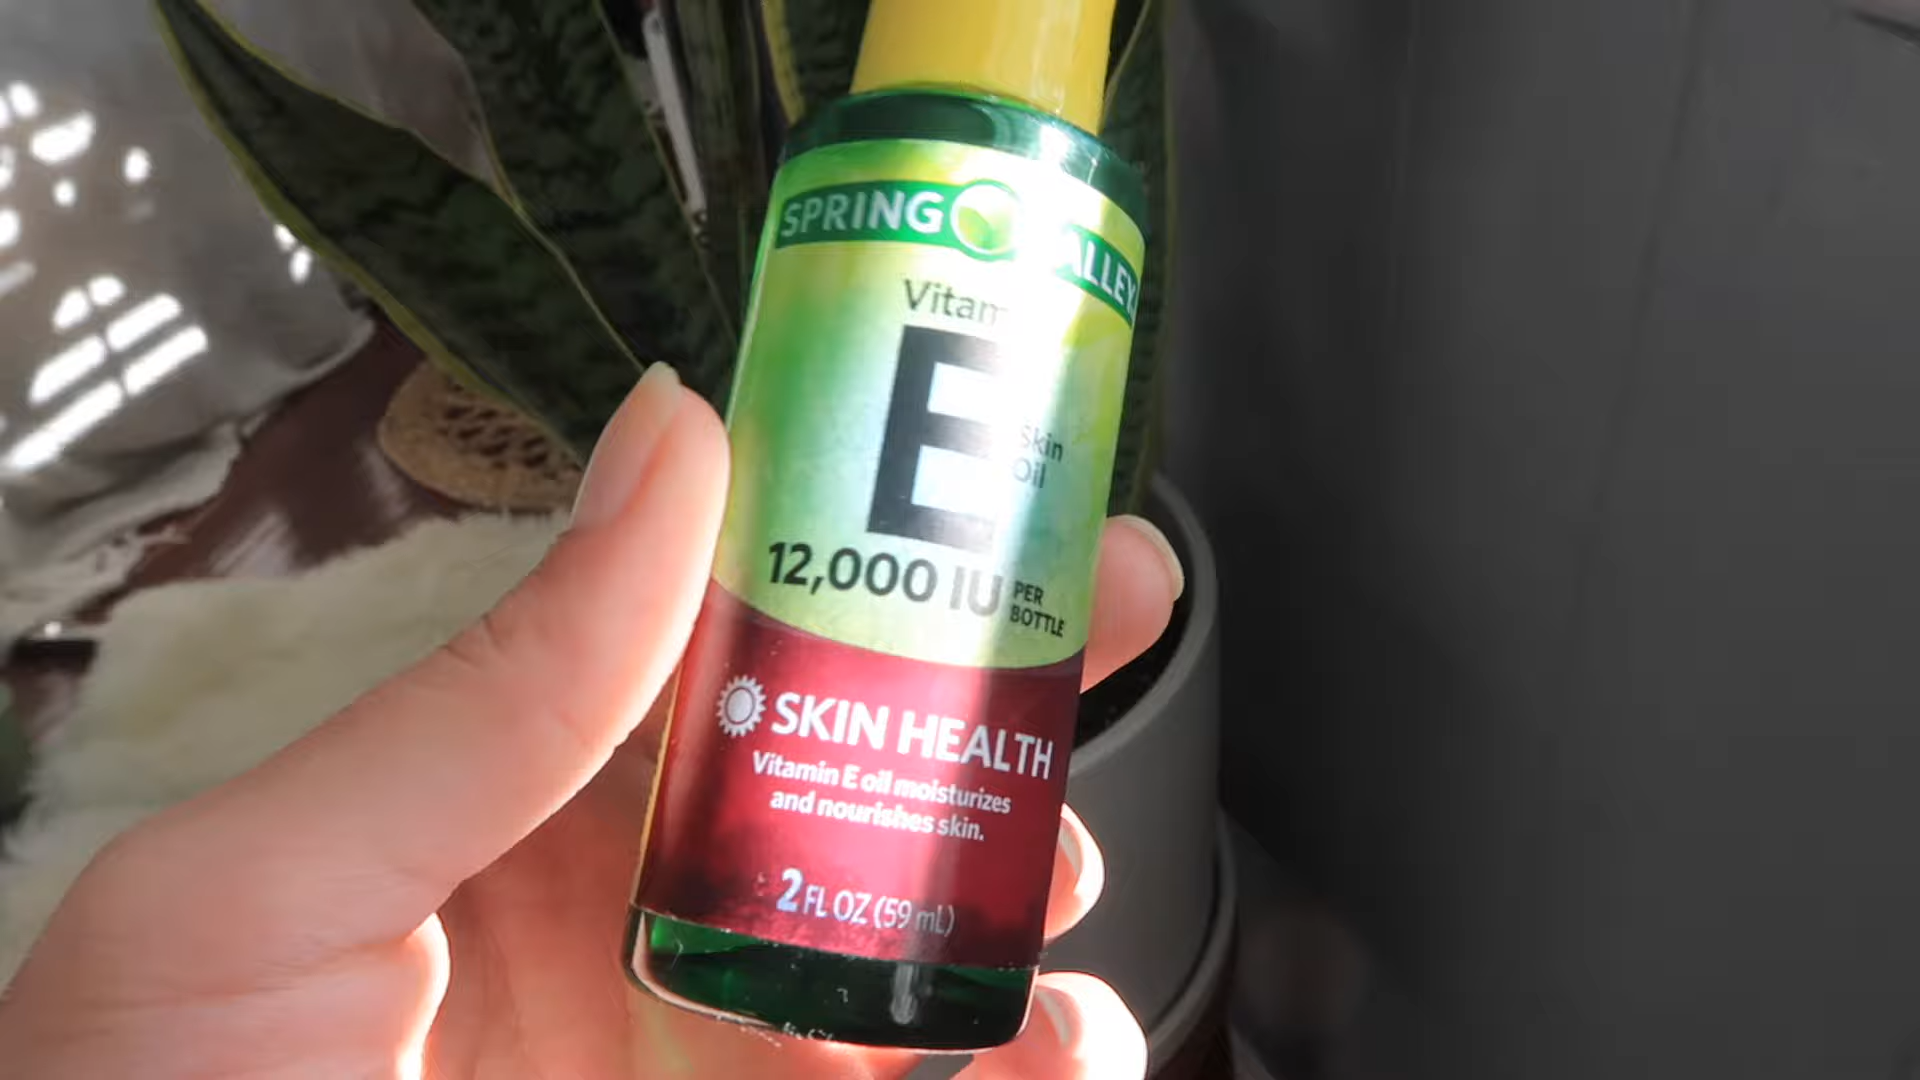 SPRING ALLEY
Vitam
E
Skin
Oil
12,000 IU PER
BOTTLE
SKIN HEALTH
Vitamin E oil moisturizes
and nourishes skin.
2 FL OZ (59 mL)